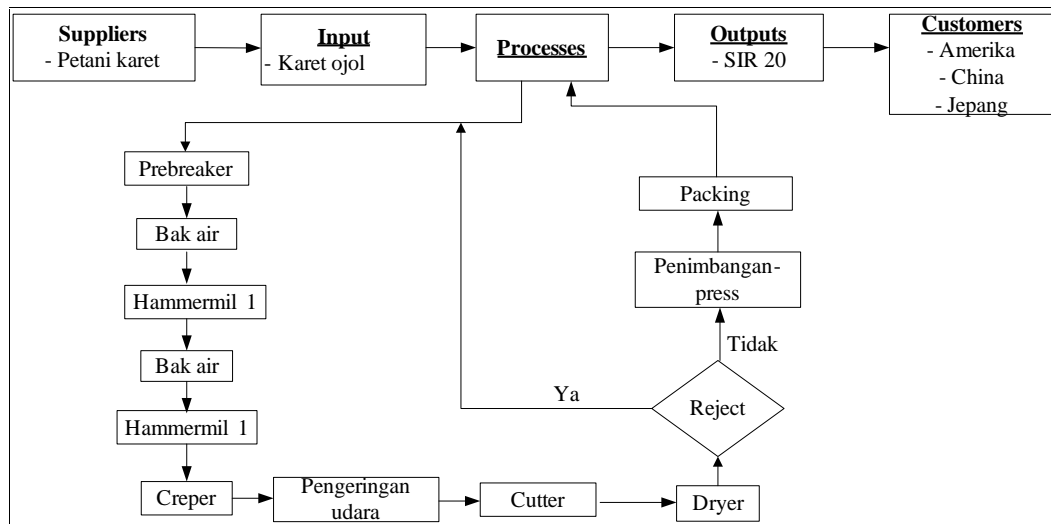 Suppliers
- Petani karet
Input
- Karet ojol
Processes
Outputs
- SIR 20
Customers
- Amerika
- China
- Jepang
Prebreaker
Bak air
Hammermil 1
Bak air
Hammermil 1
Creper
Pengeringan
udara
Cutter
Dryer
Reject
Ya
Tidak
Penimbangan-
press
Packing